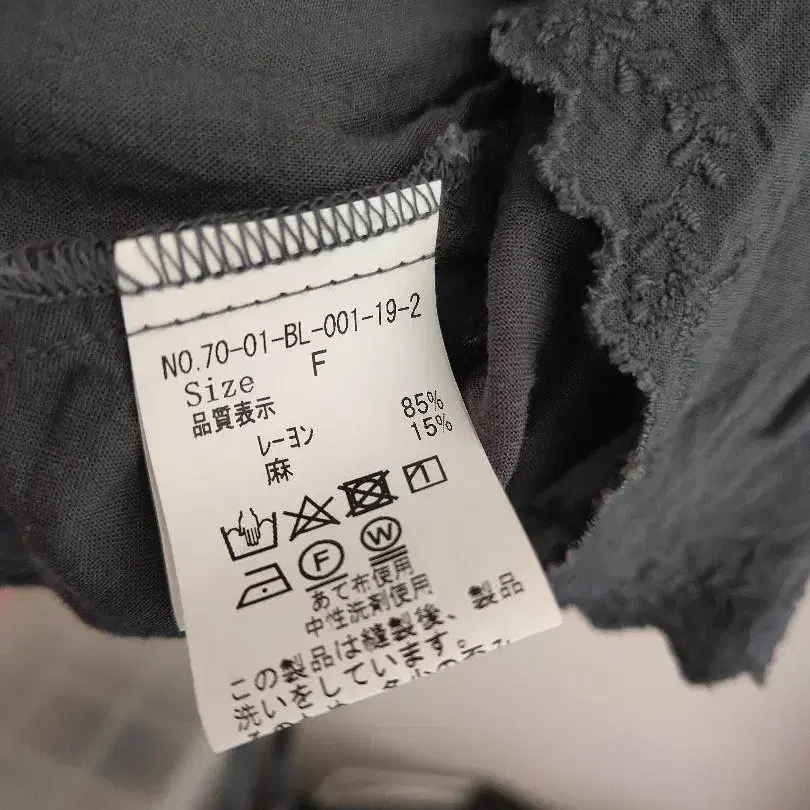 NO.70-01-BL-001-19-2
Size F
品質表示
レーヨン 85%
麻 15%
F W
あて布使用
中性洗剤使用
この製品は縫製後、製品
洗いをしています。